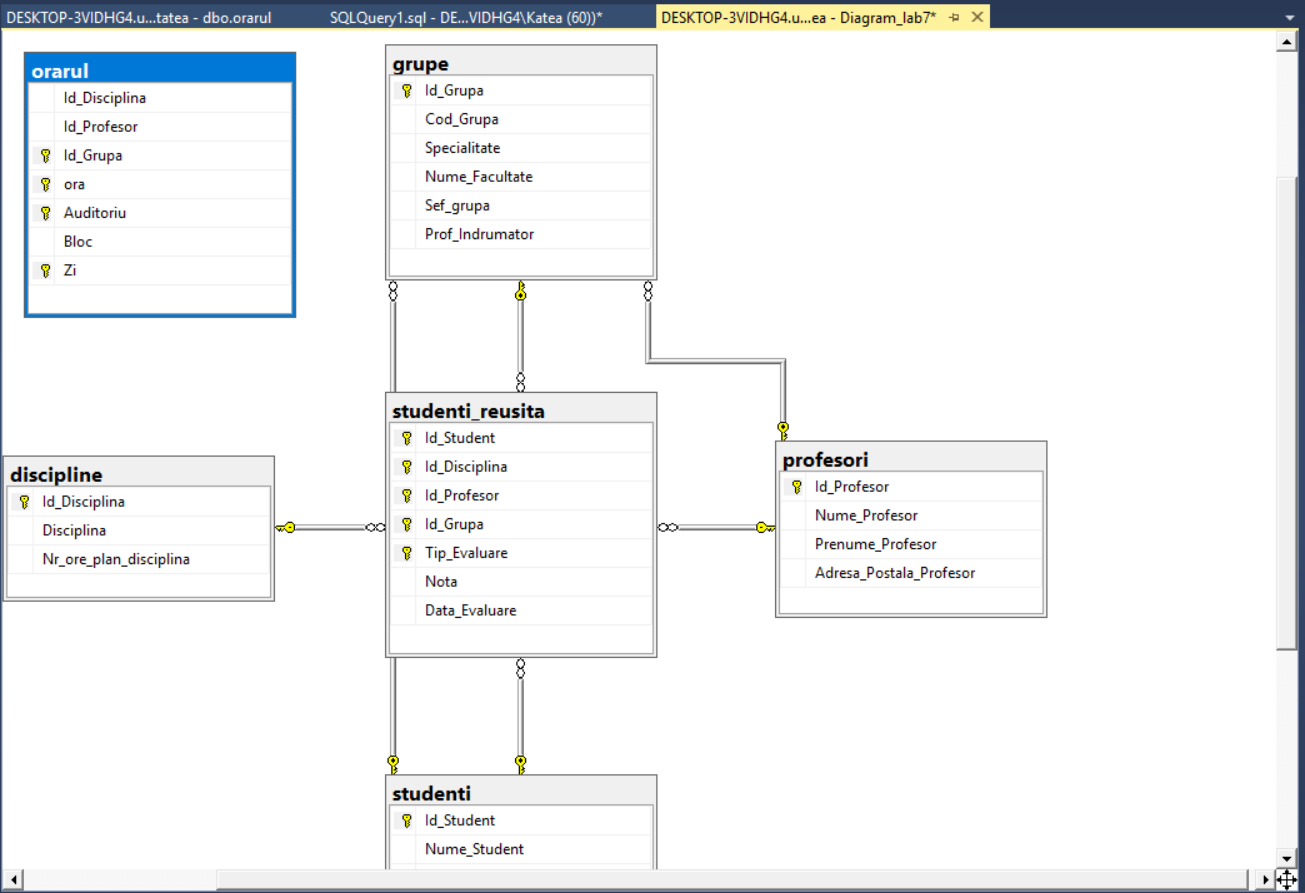 DESKTOP-3VIDHG4.u...tatea - dbo.orarul
SQLQuery1.sql - DE...VIDHG4\Katea (60))*
DESKTOP-3VIDHG4.u...ea - Diagram_lab7*
orarul
Id_Disciplina
Id_Profesor
Id_Grupa
ora
Auditoriu
Bloc
Zi
grupe
Id_Grupa
Cod_Grupa
Specialitate
Nume_Facultate
Sef_grupa
Prof_Indrumator
studenti_reusita
Id_Student
Id_Disciplina
Id_Profesor
Id_Grupa
Tip_Evaluare
Nota
Data_Evaluare
discipline
Id_Disciplina
Disciplina
Nr_ore_plan_disciplina
profesori
Id_Profesor
Nume_Profesor
Prenume_Profesor
Adresa_Postala_Profesor
studenti
Id_Student
Nume_Student